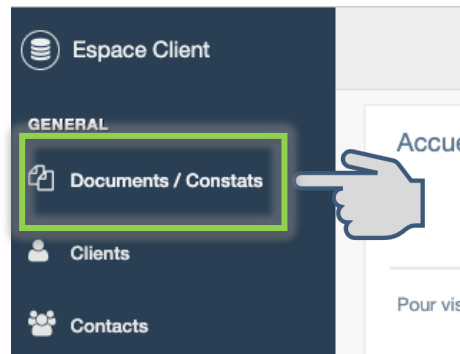 Espace Client
GENERAL
Accue
Documents / Constats
Clients
Pour vis
Contacts